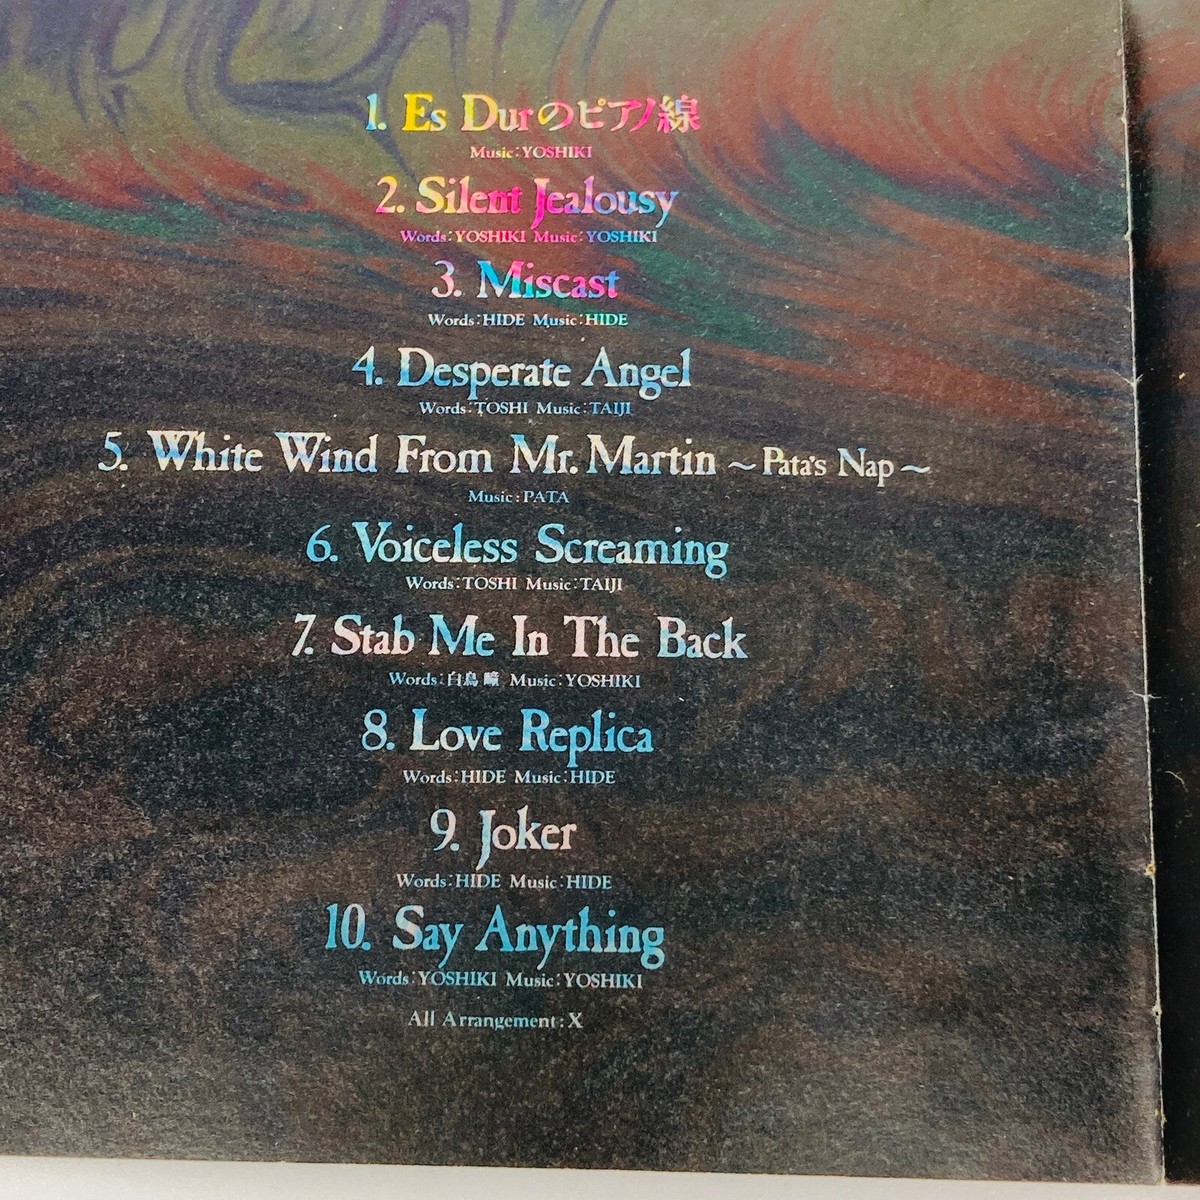 1. Es Durのピアノ線
Music:YOSHIKI
2. Silent Jealousy
Words:YOSHIKI Music:YOSHIKI
3. Miscast
Words:HIDE Music:HIDE
4. Desperate Angel
Words:TOSHI Music:TAIJI
5. White Wind From Mr. Martin ～Pata's Nap～
Music:PATA
6. Voiceless Screaming
Words:TOSHI Music:TAIJI
7. Stab Me In The Back
Words:白鳥 瞳 Music:YOSHIKI
8. Love Replica
Words:HIDE Music:HIDE
9. Joker
Words:HIDE Music:HIDE
10. Say Anything
Words:YOSHIKI Music:YOSHIKI
All Arrangement:X